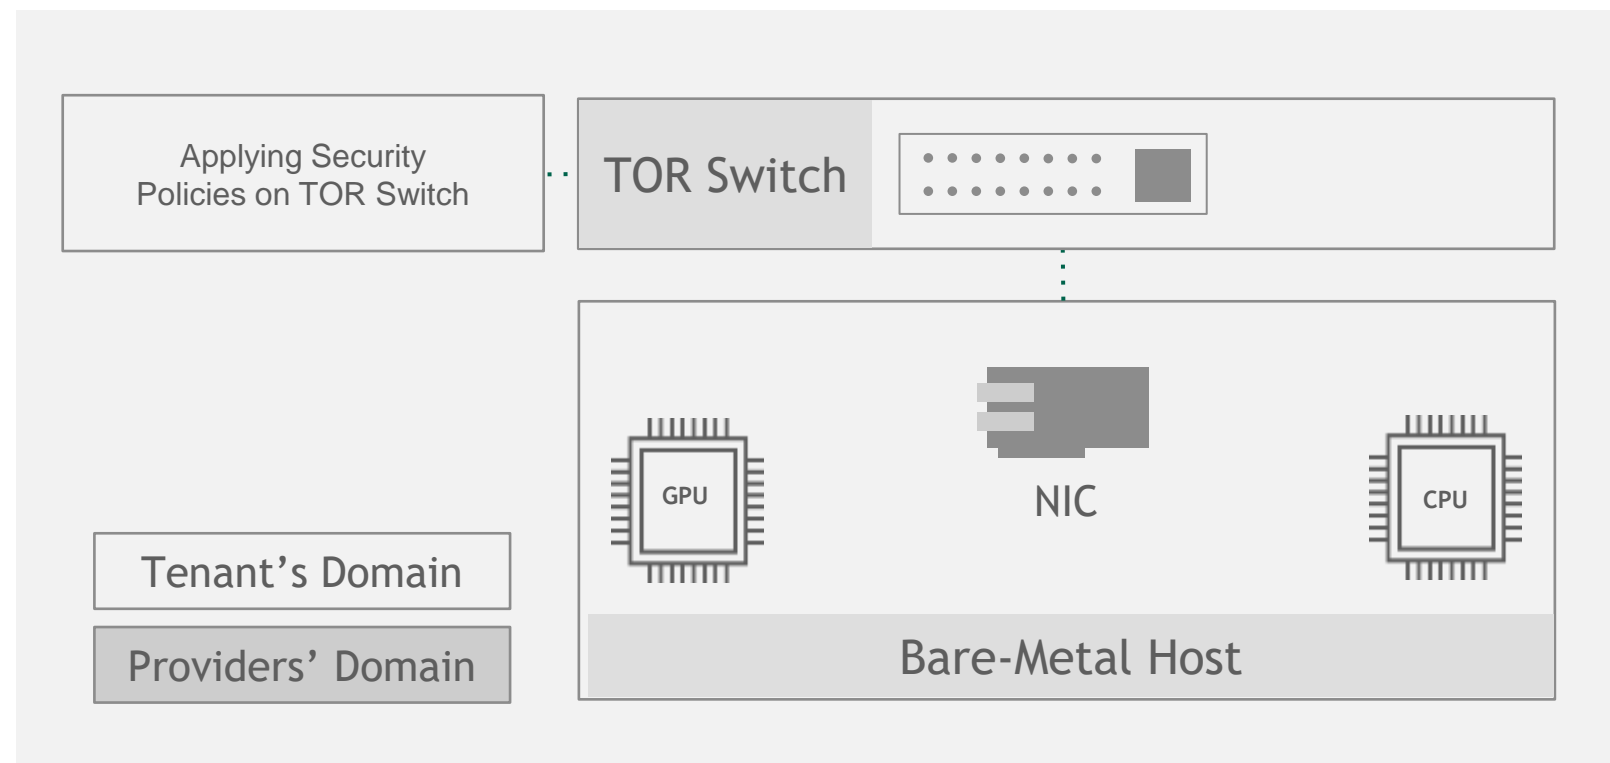 Applying Security
Policies on TOR Switch
TOR Switch
GPU
NIC
CPU
Tenant’s Domain
Providers’ Domain
Bare-Metal Host